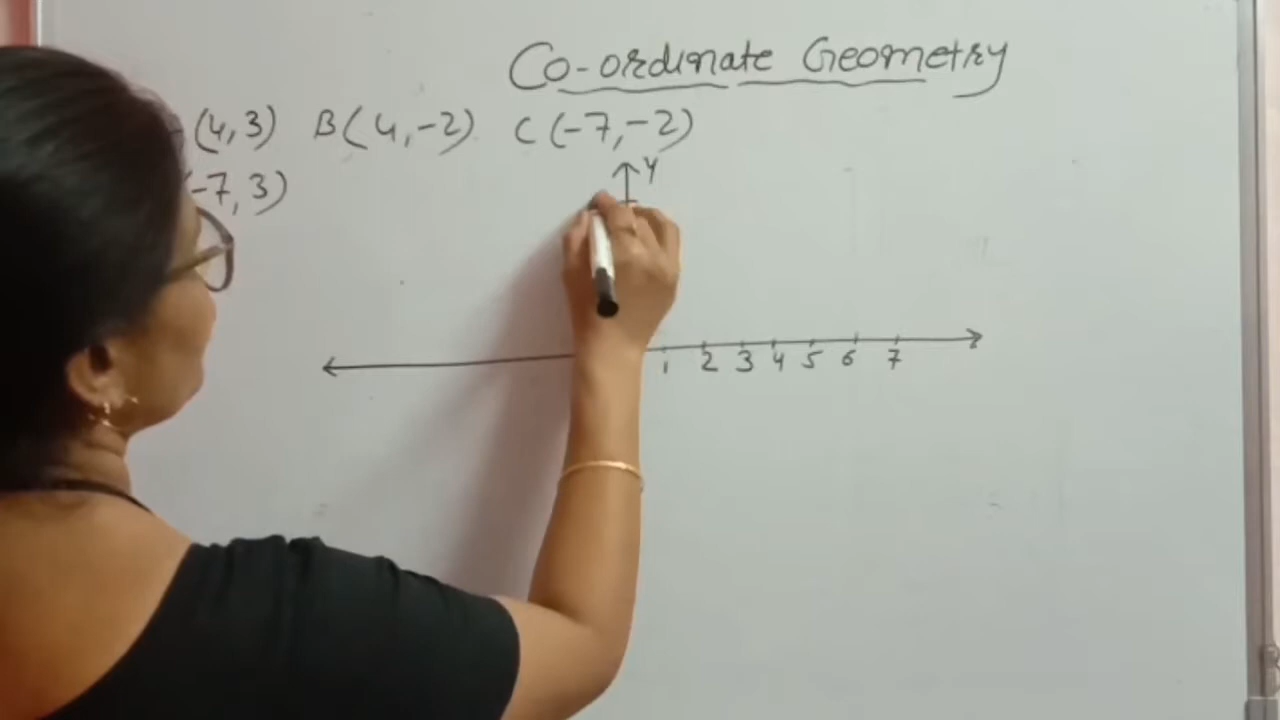 Co-ordinate Geometry
(4,3) B(4,-2) C(-7,-2)
-7,3)
Y
1 2 3 4 5 6 7